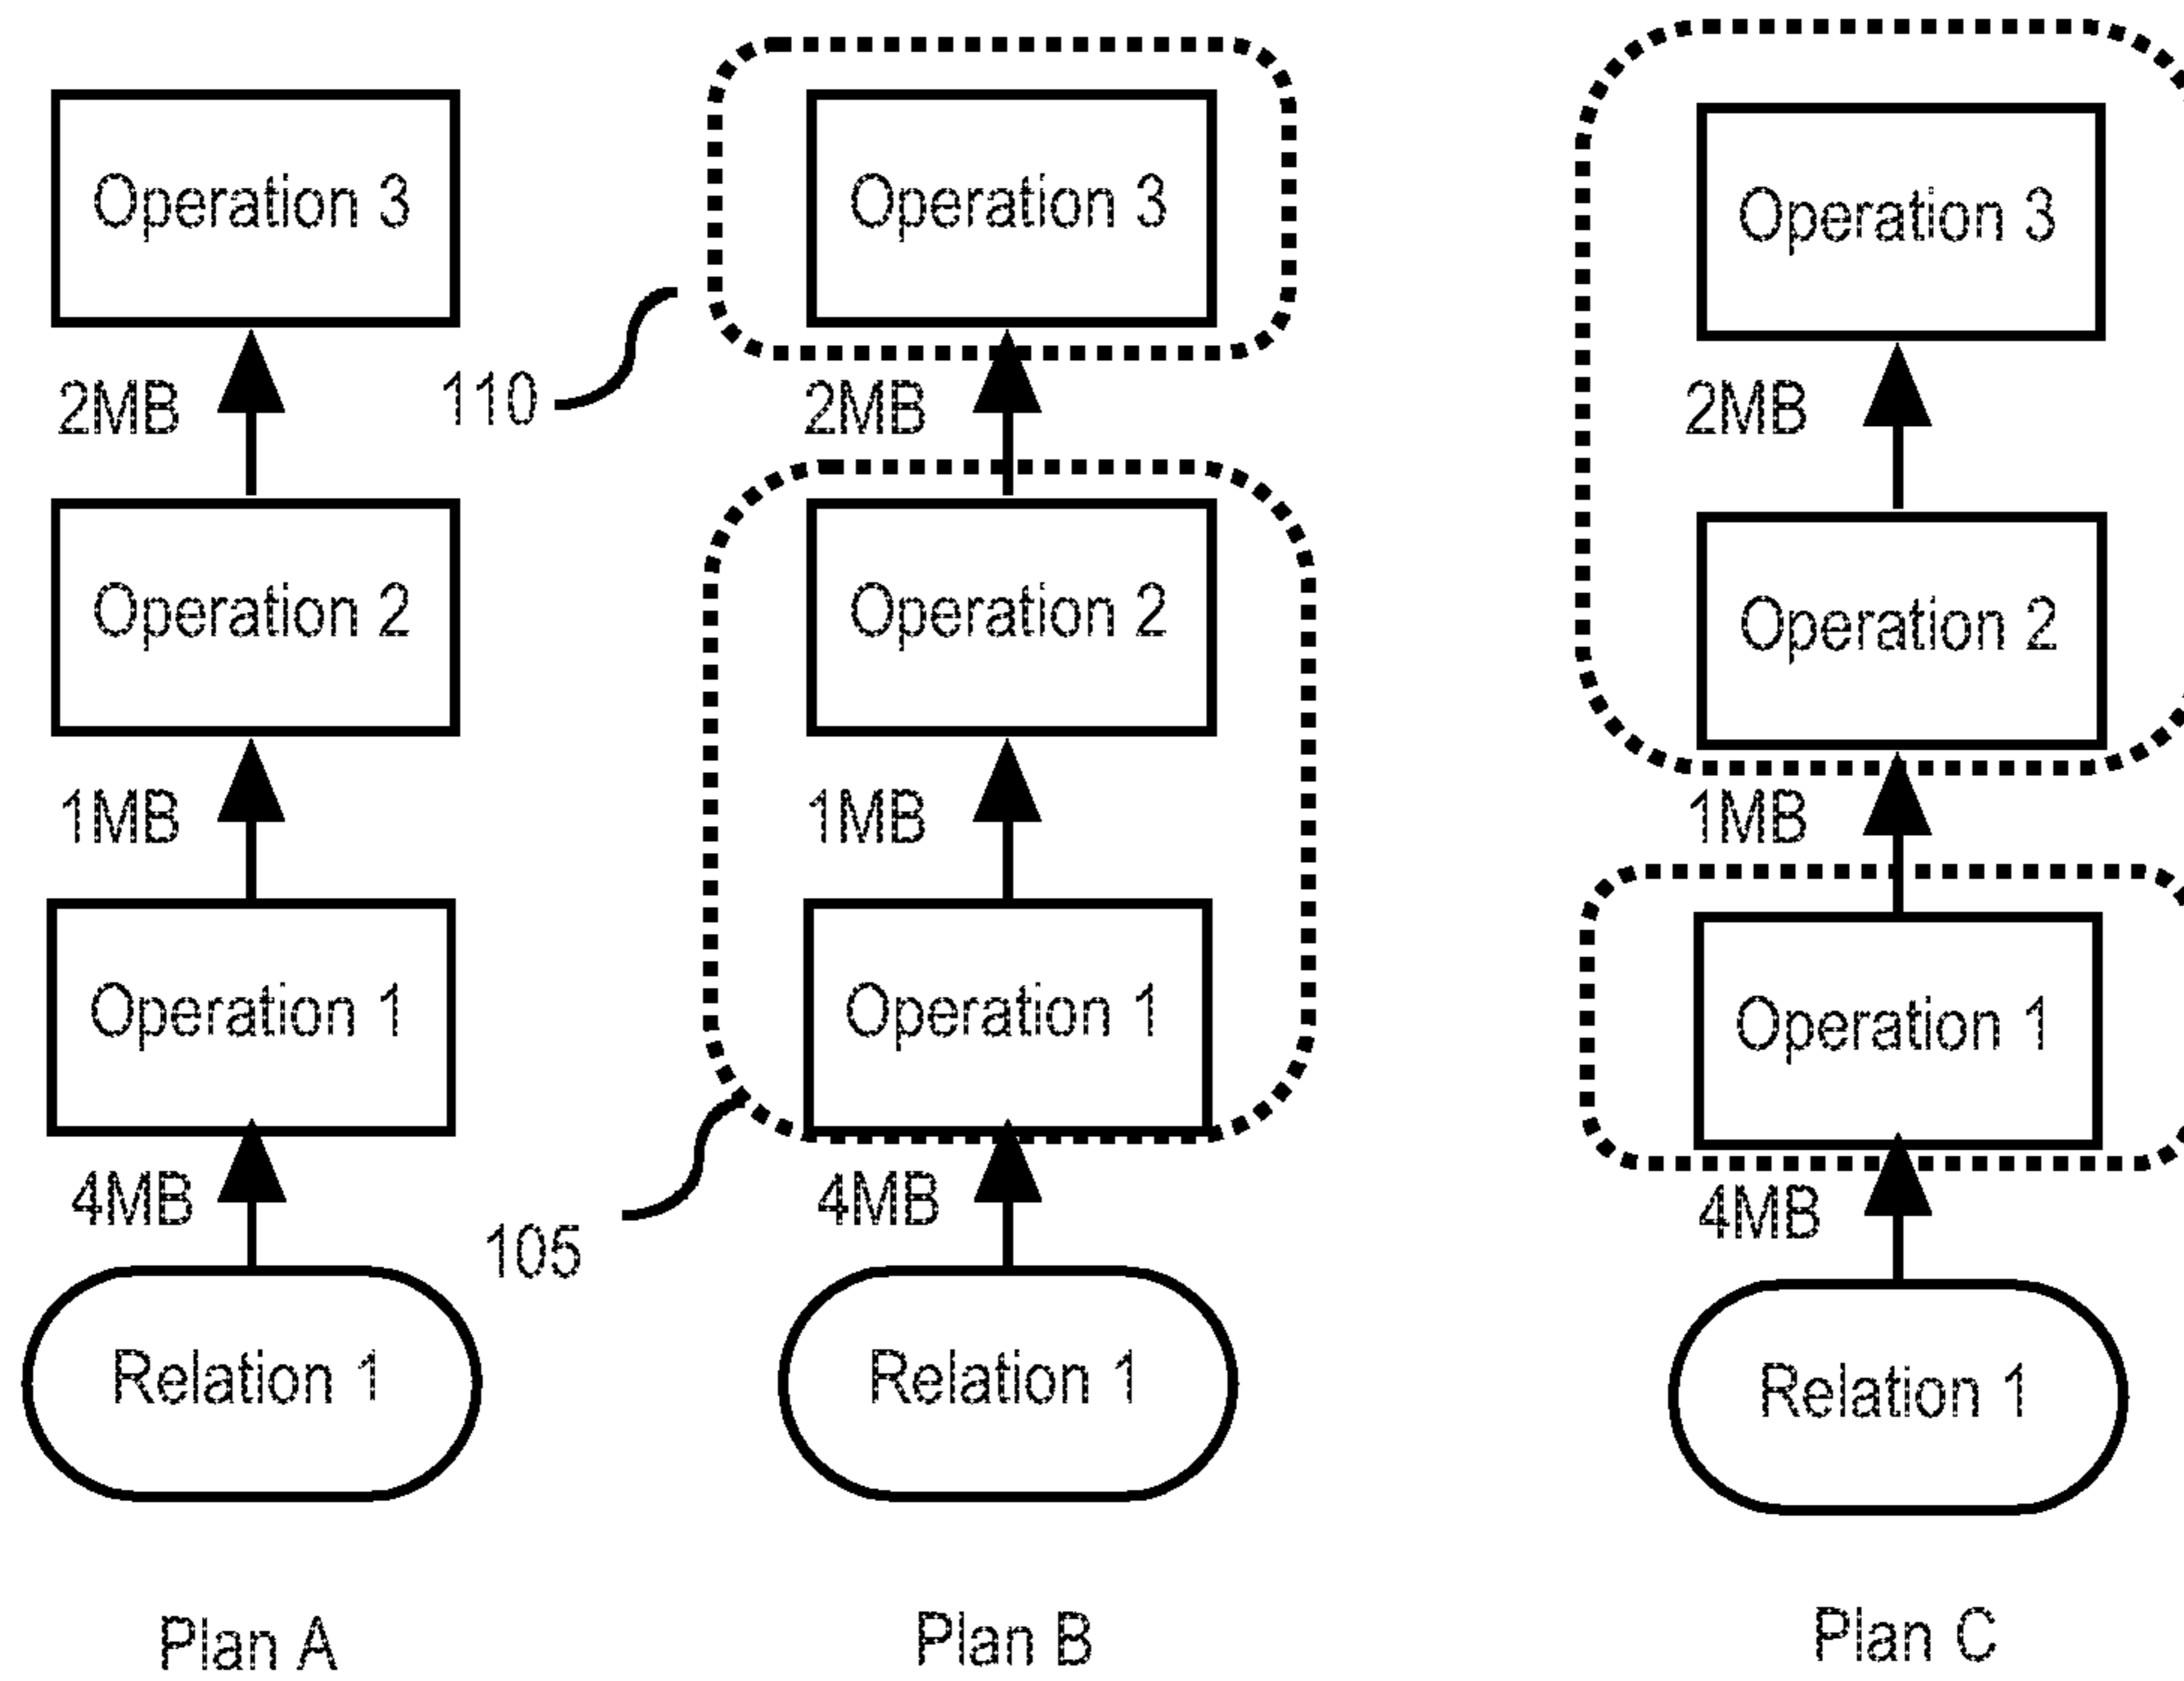 Operation 3
2MB
Operation 2
1MB
Operation 1
4MB
Relation 1
Plan A
110
105
Operation 3
2MB
Operation 2
1MB
Operation 1
4MB
Relation 1
Plan B
Operation 3
2MB
Operation 2
1MB
Operation 1
4MB
Relation 1
Plan C